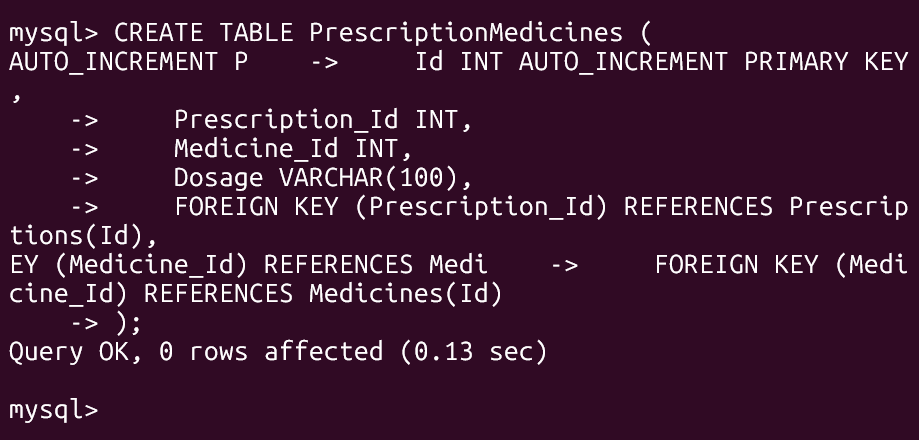 mysql> CREATE TABLE PrescriptionMedicines (
AUTO_INCREMENT P    ->     Id INT AUTO_INCREMENT PRIMARY KEY
,
    ->     Prescription_Id INT,
    ->     Medicine_Id INT,
    ->     Dosage VARCHAR(100),
    ->     FOREIGN KEY (Prescription_Id) REFERENCES Prescrip
tions(Id),
EY (Medicine_Id) REFERENCES Medi    ->     FOREIGN KEY (Medi
cine_Id) REFERENCES Medicines(Id)
    -> );
Query OK, 0 rows affected (0.13 sec)

mysql>